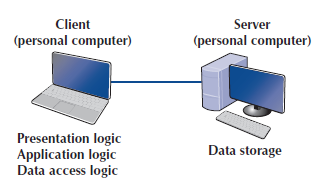 Client
(personal computer)
Server
(personal computer)
Presentation logic
Application logic
Data access logic
Data storage